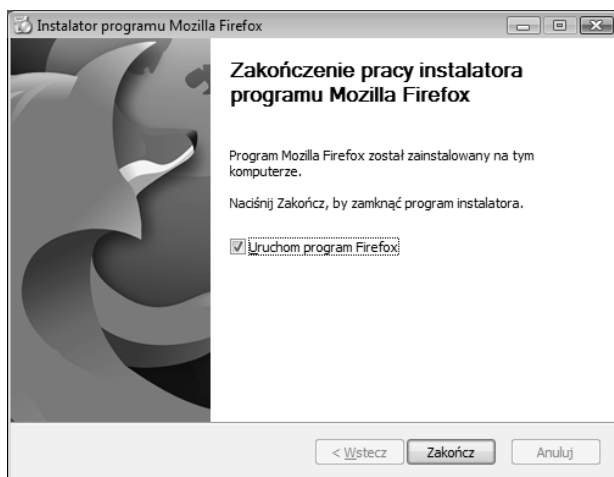 Instalator programu Mozilla Firefox
Zakończenie pracy instalatora
programu Mozilla Firefox
Program Mozilla Firefox został zainstalowany na tym
komputerze.
Naciśnij Zakończ, by zamknąć program instalatora.
Uruchom program Firefox
< Wstecz Zakończ Anuluj